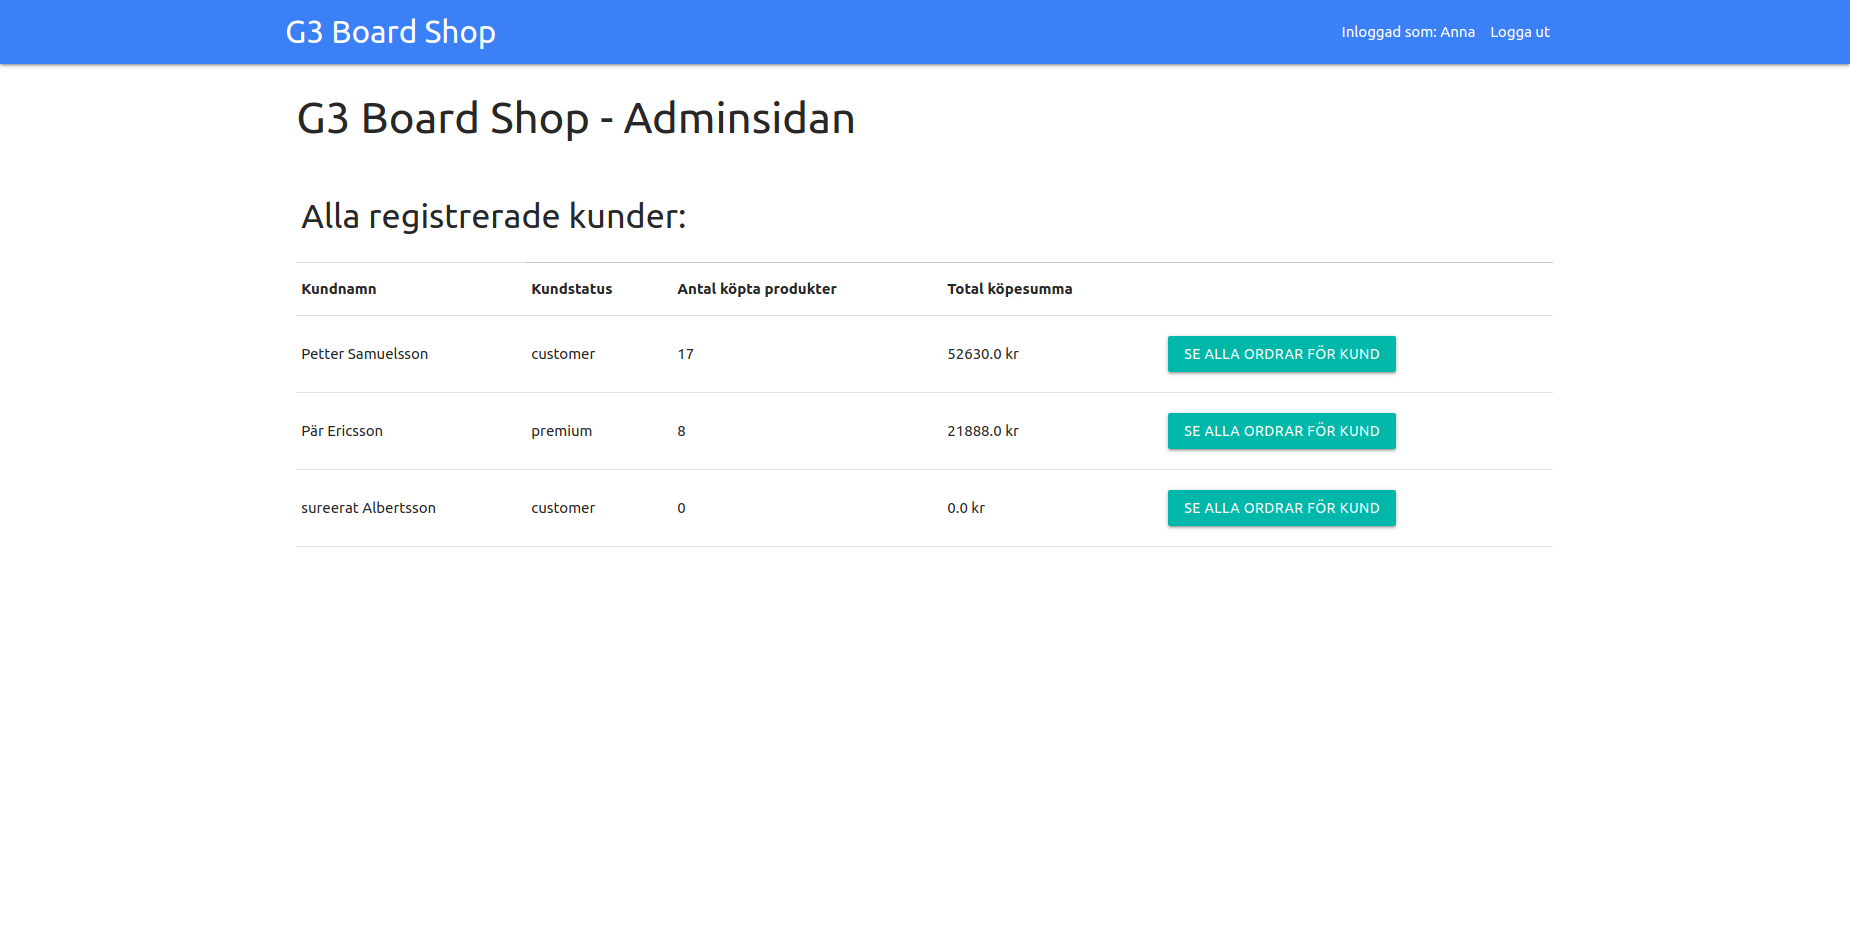 G3 Board Shop Inloggad som: Anna Logga ut
G3 Board Shop - Adminsidan
Alla registrerade kunder:
Kundnamn Kundstatus Antal köpta produkter Total köpesumma
Petter Samuelsson customer 17 52630.0 kr SE ALLA ORDRAR FÖR KUND
Pär Ericsson premium 8 21888.0 kr SE ALLA ORDRAR FÖR KUND
sureerat Albertsson customer 0 0.0 kr SE ALLA ORDRAR FÖR KUND